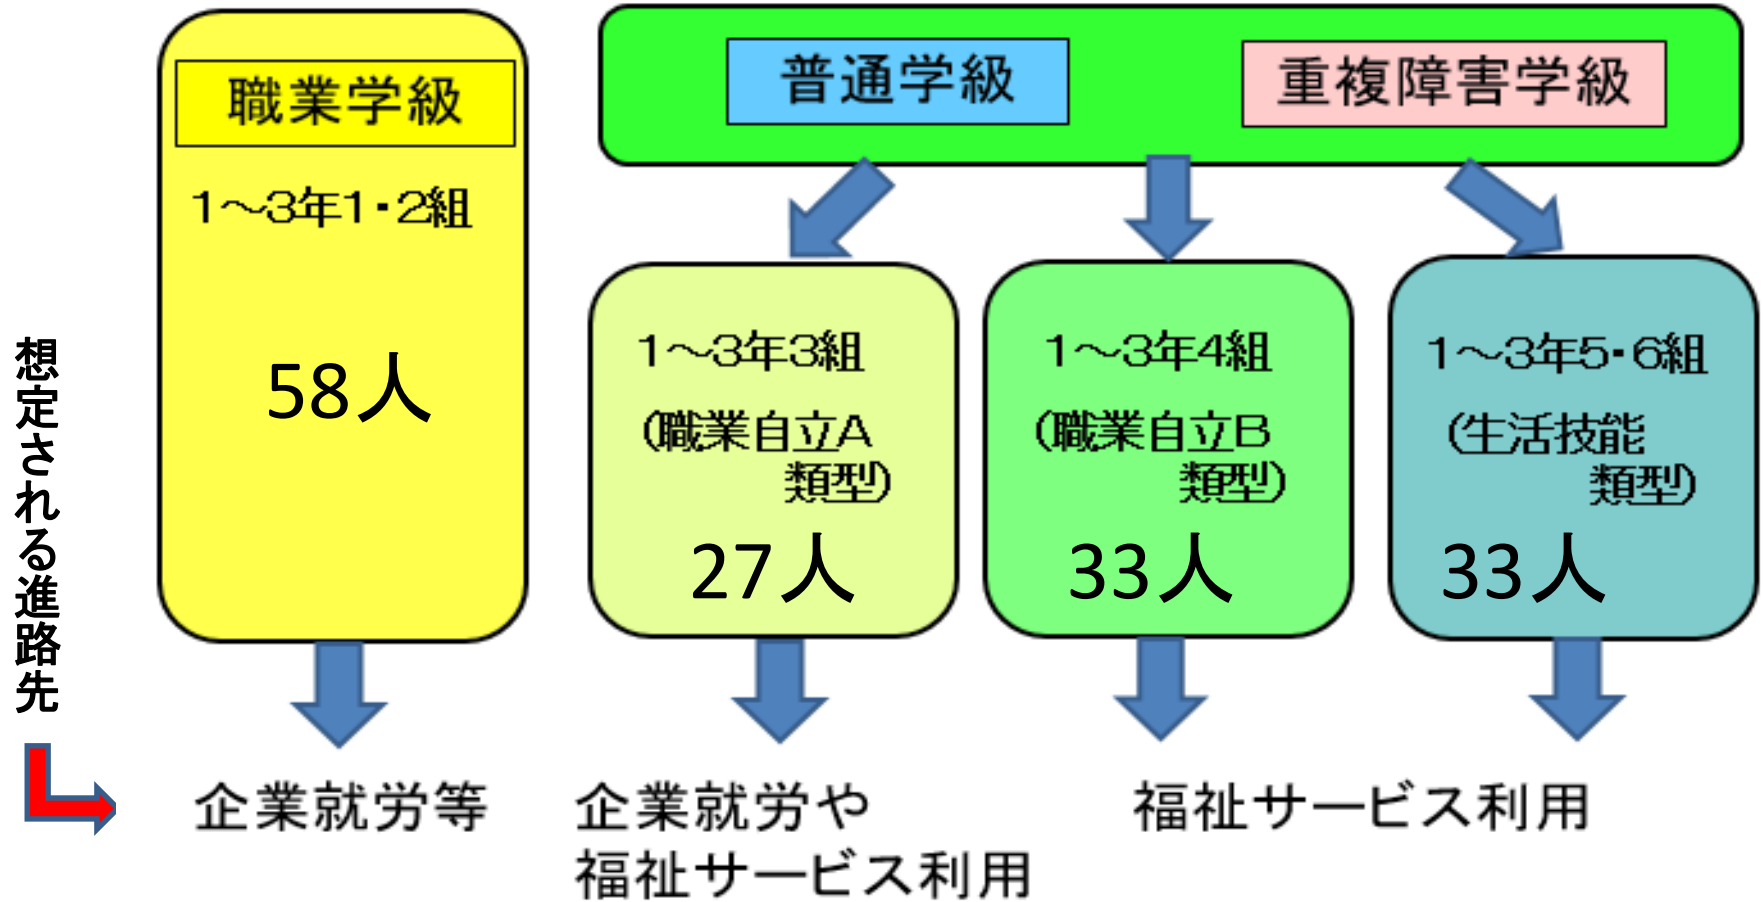 職業学級
1～3年1・2組
58人
普通学級
重複障害学級
1～3年3組
(職業自立A
類型)
27人
1～3年4組
(職業自立B
類型)
33人
1～3年5・6組
(生活技能
類型)
33人
想定される進路先
企業就労等
企業就労や
福祉サービス利用
福祉サービス利用